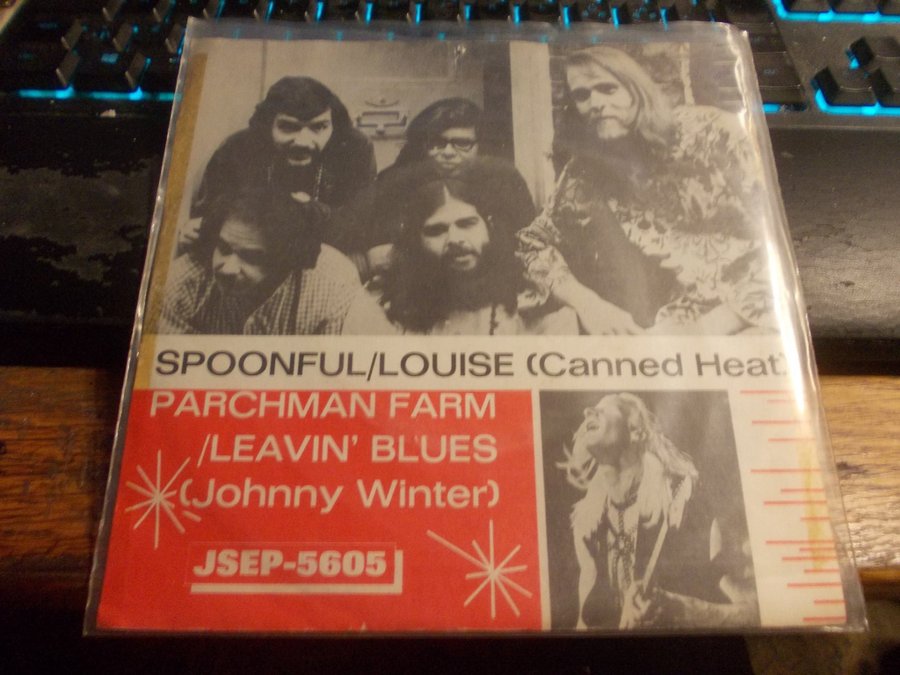 SPOONFUL/LOUISE (Canned Heat)
PARCHMAN FARM
/LEAVIN' BLUES
(Johnny Winter)
JSEP-5605